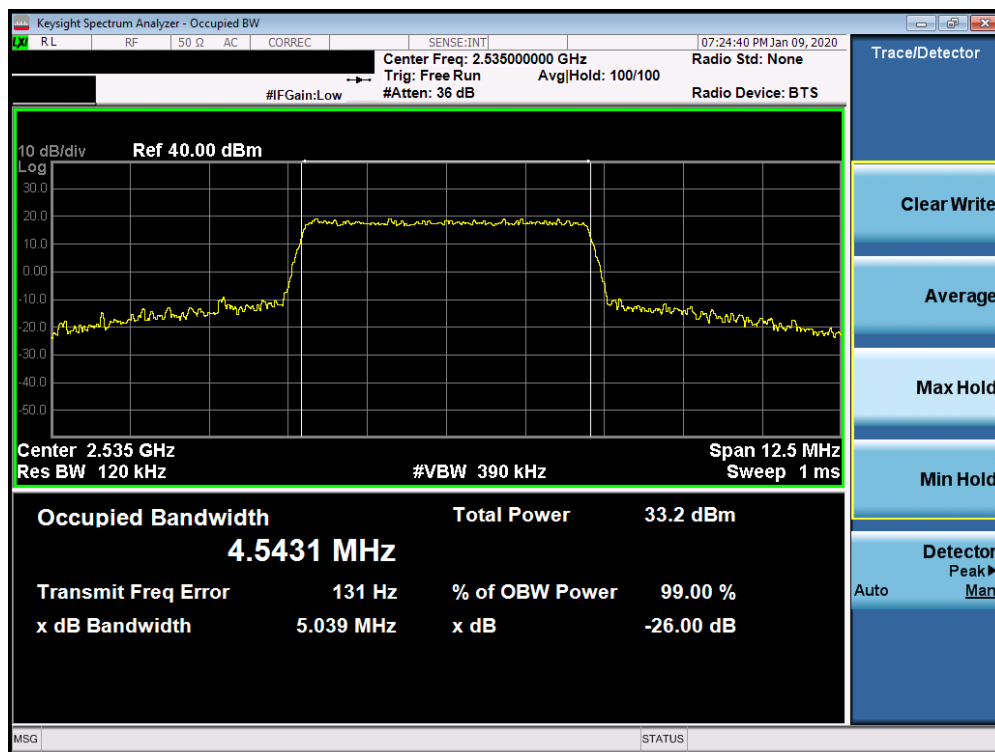 Keysight Spectrum Analyzer - Occupied BW
LXI RL RF 50 Ω AC CORREC SENSE:INT 07:24:40 PM Jan 09, 2020
Center Freq: 2.535000000 GHz Radio Std: None
Trig: Free Run Avg|Hold: 100/100
#IFGain:Low #Atten: 36 dB Radio Device: BTS
10 dB/div Ref 40.00 dBm
Log
30.0
20.0
10.0
0.00
-10.0
-20.0
-30.0
-40.0
-50.0
Center 2.535 GHz Span 12.5 MHz
Res BW 120 kHz #VBW 390 kHz Sweep 1 ms
Occupied Bandwidth Total Power 33.2 dBm
4.5431 MHz
Transmit Freq Error 131 Hz % of OBW Power 99.00 %
x dB Bandwidth 5.039 MHz x dB -26.00 dB
MSG STATUS
Trace/Detector
Clear Write
Average
Max Hold
Min Hold
Detector
Peak▶
Auto Man